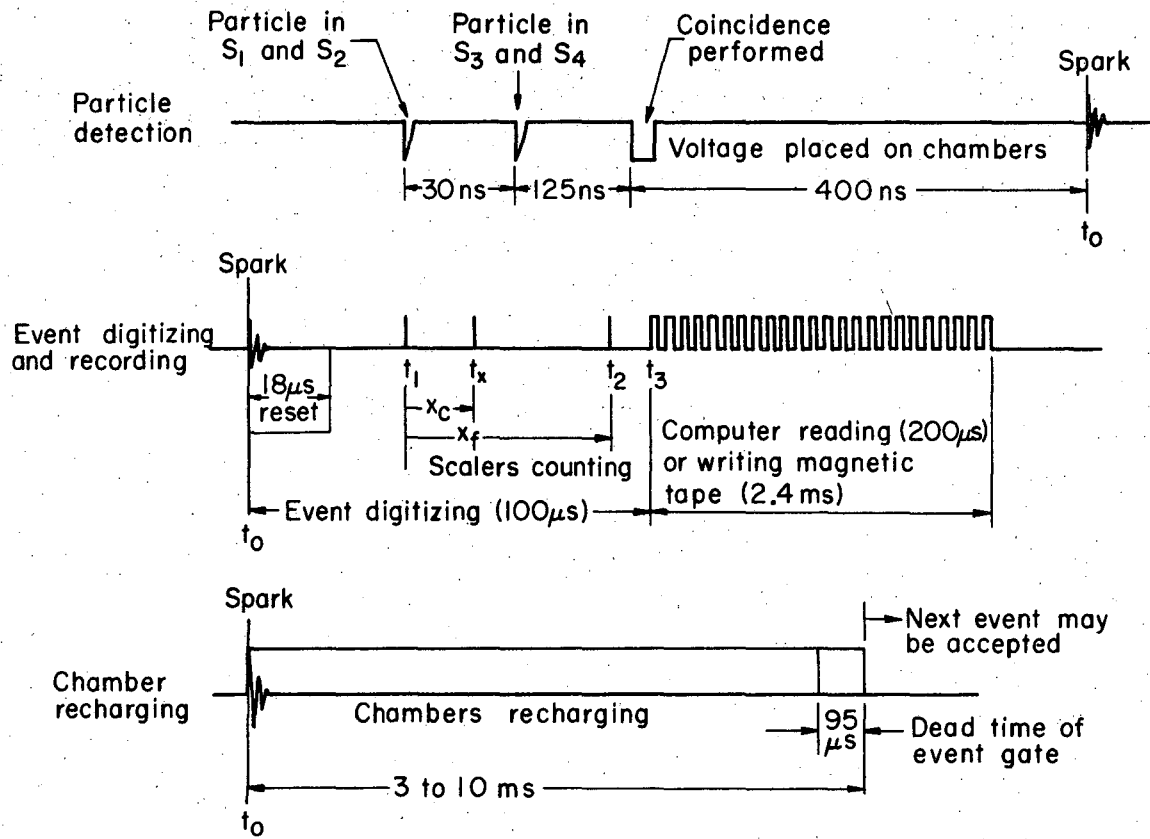 Particle in
S₁ and S₂
Particle in
S₃ and S₄
Coincidence
performed
Spark
Particle
detection
Voltage placed on chambers
30 ns
125 ns
400 ns
t₀
Spark
Event digitizing
and recording
t₁
tₓ
t₂
t₃
18μs
reset
x_c
x_f
Scalers counting
Computer reading (200μs)
or writing magnetic
tape (2.4 ms)
Event digitizing (100μs)
t₀
Spark
Next event may
be accepted
Chamber
recharging
Chambers recharging
95
μs
Dead time of
event gate
3 to 10 ms
t₀